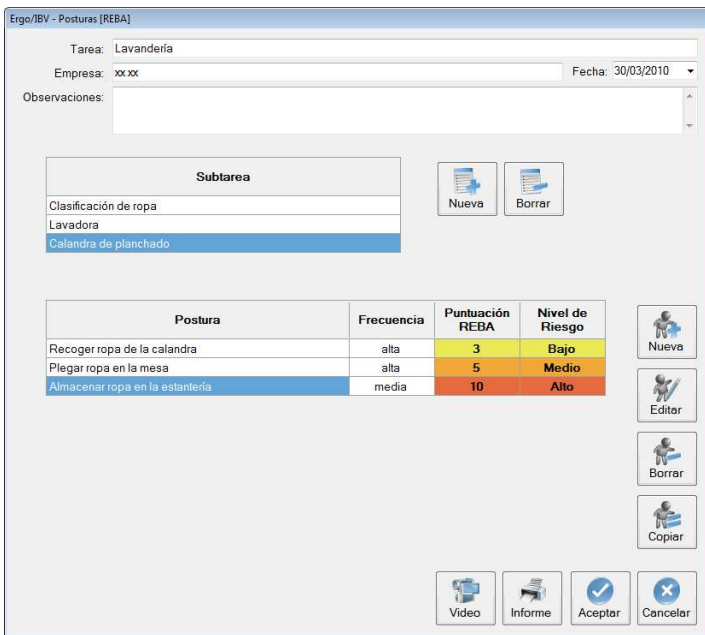 Ergo/IBV - Posturas [REBA]
Tarea: Lavandería
Empresa: xx xx Fecha: 30/03/2010
Observaciones:
Subtarea
Nueva Borrar
Clasificación de ropa
Lavadora
Calandra de planchado
Postura Frecuencia Puntuación REBA Nivel de Riesgo
Recoger ropa de la calandra alta 3 Bajo
Plegar ropa en la mesa alta 5 Medio
Almacenar ropa en la estantería media 10 Alto
Nueva
Editar
Borrar
Copiar
Video Informe Aceptar Cancelar